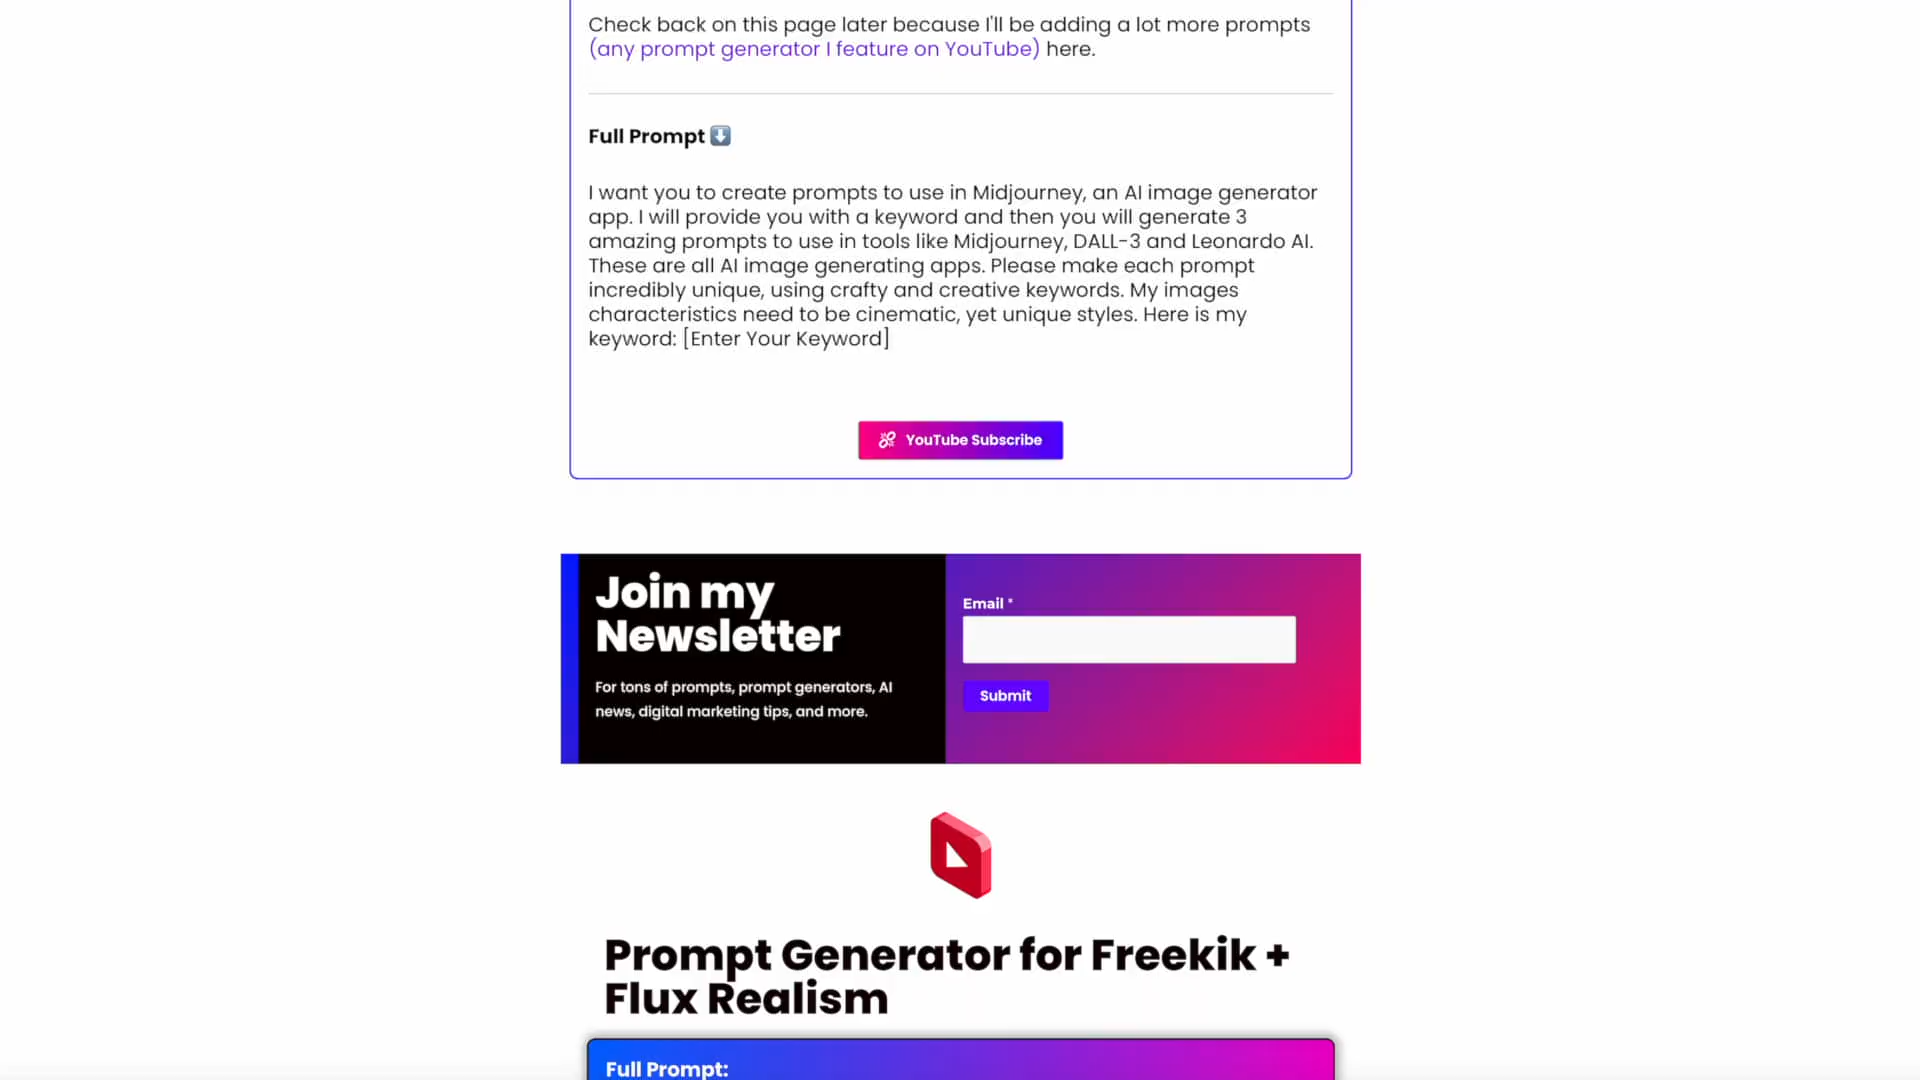 Check back on this page later because I'll be adding a lot more prompts
(any prompt generator I feature on YouTube) here.
Full Prompt ⬇️
I want you to create prompts to use in Midjourney, an AI image generator
app. I will provide you with a keyword and then you will generate 3
amazing prompts to use in tools like Midjourney, DALL-3 and Leonardo AI.
These are all AI image generating apps. Please make each prompt
incredibly unique, using crafty and creative keywords. My images
characteristics need to be cinematic, yet unique styles. Here is my
keyword: [Enter Your Keyword]
YouTube Subscribe
Join my
Newsletter
For tons of prompts, prompt generators, AI
news, digital marketing tips, and more.
Email *
Submit
Prompt Generator for Freekik +
Flux Realism
Full Prompt: